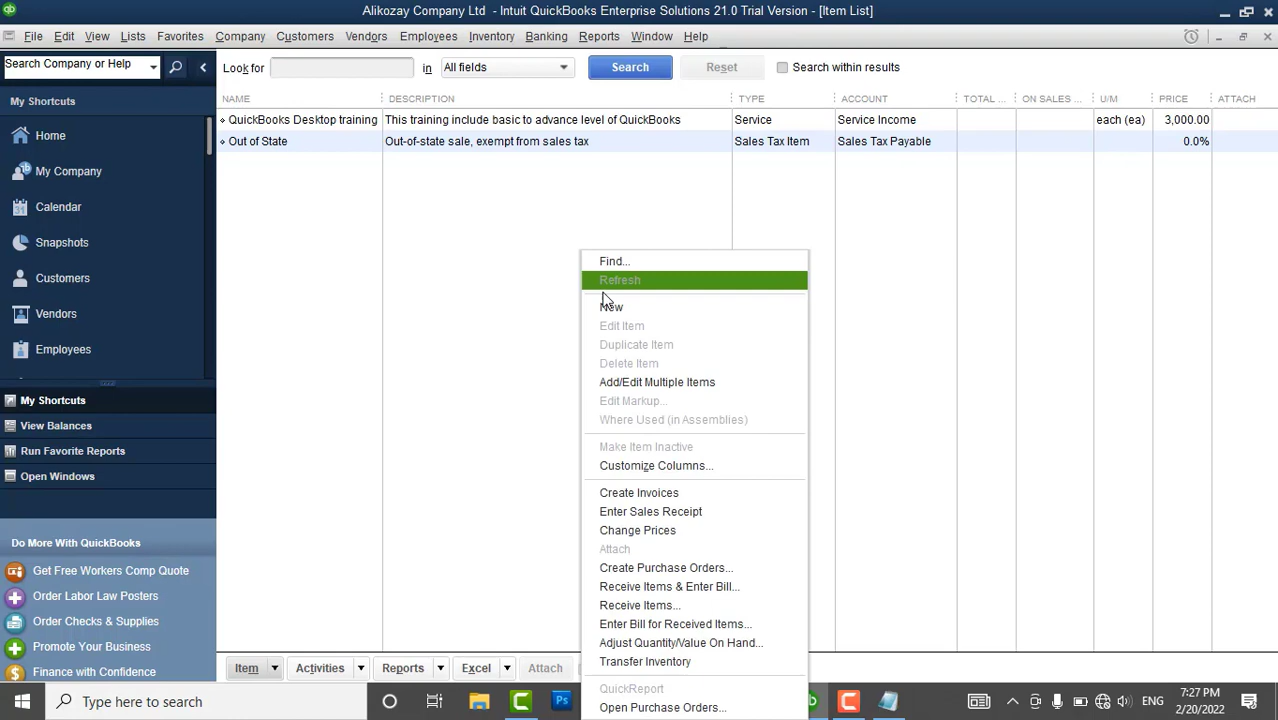 Alikozay Company Ltd - Intuit QuickBooks Enterprise Solutions 21.0 Trial Version - [Item List]
File Edit View Lists Favorites Company Customers Vendors Employees Inventory Banking Reports Window Help
Search Company or Help
Look for in All fields Search Reset Search within results
My Shortcuts
NAME DESCRIPTION TYPE ACCOUNT TOTAL ... ON SALES ... U/M PRICE ATTACH
QuickBooks Desktop training This training include basic to advance level of QuickBooks Service Service Income each (ea) 3,000.00
Out of State Out-of-state sale, exempt from sales tax Sales Tax Item Sales Tax Payable 0.0%
Home
My Company
Calendar
Snapshots
Customers
Vendors
Employees
My Shortcuts
View Balances
Run Favorite Reports
Open Windows
Do More With QuickBooks
Get Free Workers Comp Quote
Order Labor Law Posters
Order Checks & Supplies
Promote Your Business
Finance with Confidence
Find...
Refresh
New
Edit Item
Duplicate Item
Delete Item
Add/Edit Multiple Items
Edit Markup...
Where Used (in Assemblies)
Make Item Inactive
Customize Columns...
Create Invoices
Enter Sales Receipt
Change Prices
Attach
Create Purchase Orders...
Receive Items & Enter Bill...
Receive Items...
Enter Bill for Received Items...
Adjust Quantity/Value On Hand...
Transfer Inventory
QuickReport
Open Purchase Orders...
Item Activities Reports Excel Attach
Type here to search
Ps
ENG
7:27 PM
2/20/2022